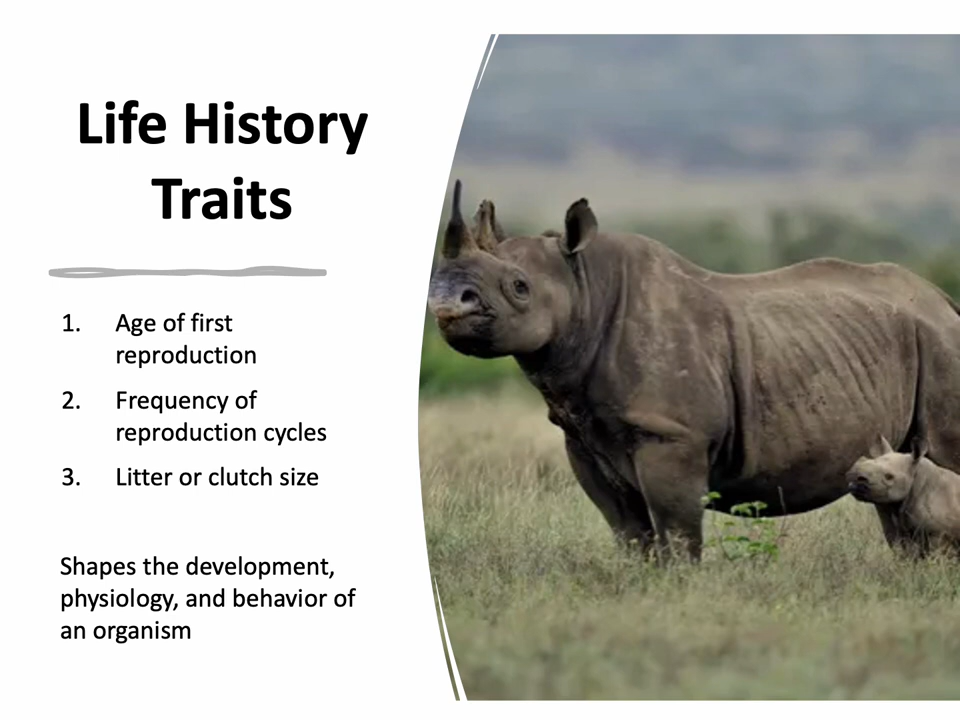 Life History
Traits
1. Age of first
reproduction
2. Frequency of
reproduction cycles
3. Litter or clutch size
Shapes the development,
physiology, and behavior of
an organism